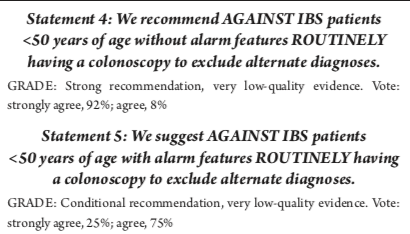 Statement 4: We recommend AGAINST IBS patients
<50 years of age without alarm features ROUTINELY
having a colonoscopy to exclude alternate diagnoses.
GRADE: Strong recommendation, very low-quality evidence. Vote:
strongly agree, 92%; agree, 8%
Statement 5: We suggest AGAINST IBS patients
<50 years of age with alarm features ROUTINELY having
a colonoscopy to exclude alternate diagnoses.
GRADE: Conditional recommendation, very low-quality evidence. Vote:
strongly agree, 25%; agree, 75%